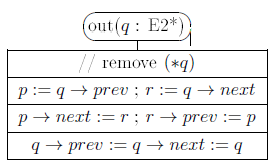 out(q : E2*)
// remove (∗q)
p := q → prev ; r := q → next
p → next := r ; r → prev := p
q → prev := q → next := q